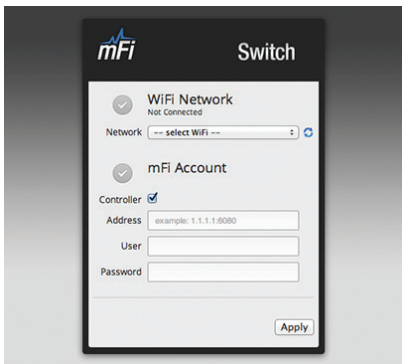 mFi
Switch
WiFi Network
Not Connected
Network -- select WiFi --
mFi Account
Controller
Address example: 1.1.1.1:6080
User
Password
Apply